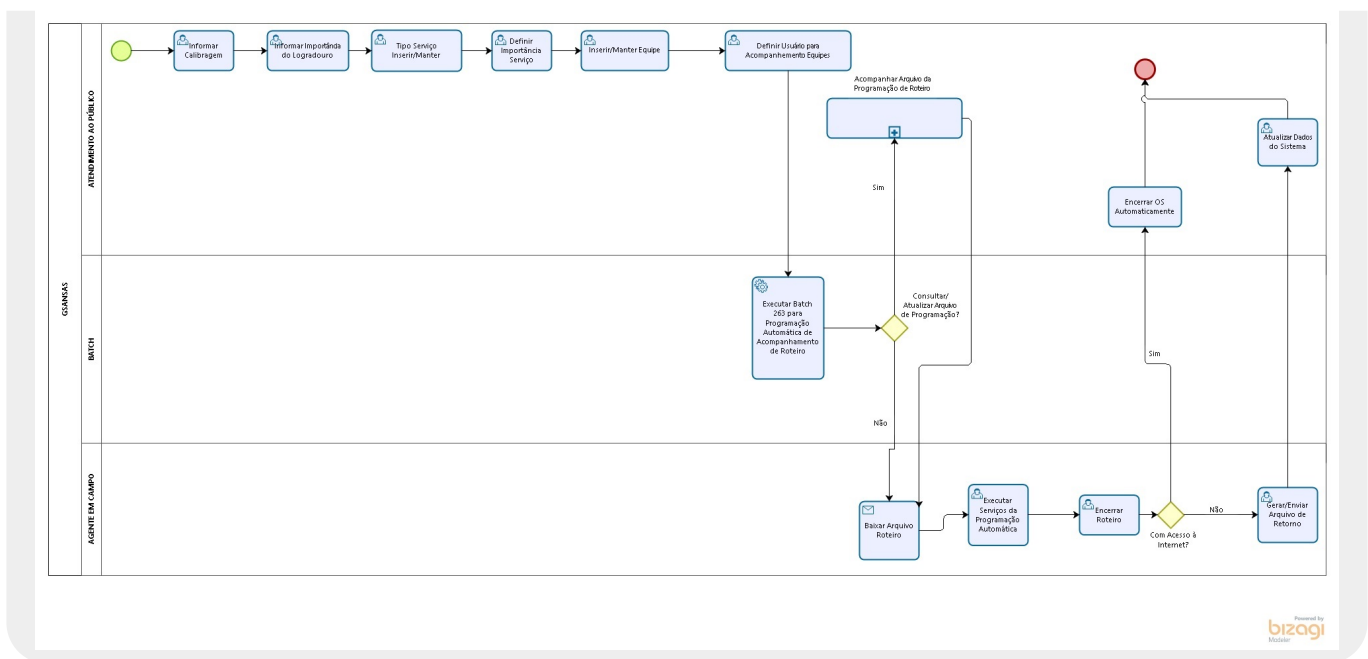 GSANSAS
ATENDIMENTO AO PÚBLICO
Informar
Calibragem
Informar Importância
do Logradouro
Tipo Serviço
Inserir/Manter
Definir
Importância
Serviço
Inserir/Manter Equipe
Definir Usuário para
Acompanhemento Equipes
Acompanhar Arquivo da
Programação de Roteiro
Sim
Encerrar OS
Automaticamente
Atualizar Dados
do Sistema
BATCH
Executar Batch
263 para
Programação
Automática de
Acompanhamento
de Roteiro
Consultar/
Atualizar Arquivo
de Programação?
Sim
Não
AGENTE EM CAMPO
Baixar Arquivo
Roteiro
Executar
Serviços da
Programação
Automática
Encerrar
Roteiro
Com Acesso à
Internet?
Não
Gerar/Enviar
Arquivo de
Retorno
Powered by
bizagi
Modeler